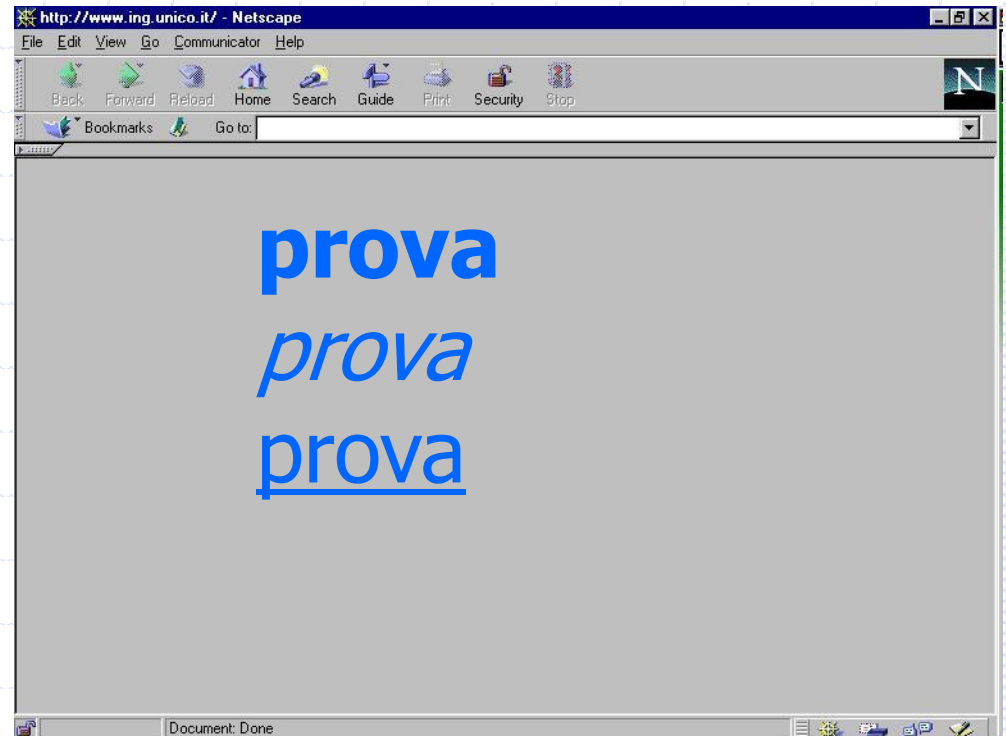 http://www.ing.unico.it/ - Netscape
File Edit View Go Communicator Help
N
Back Forward Reload Home Search Guide Print Security Stop
Bookmarks Go to:
prova
prova
prova
Document: Done